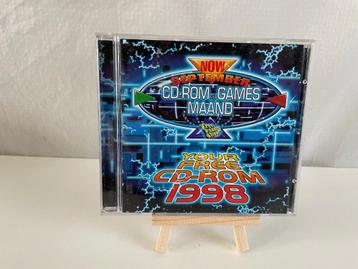 NOW
SEPTEMBER
CD-ROM GAMES
MAAND
YOUR
FREE
CD-ROM
1998